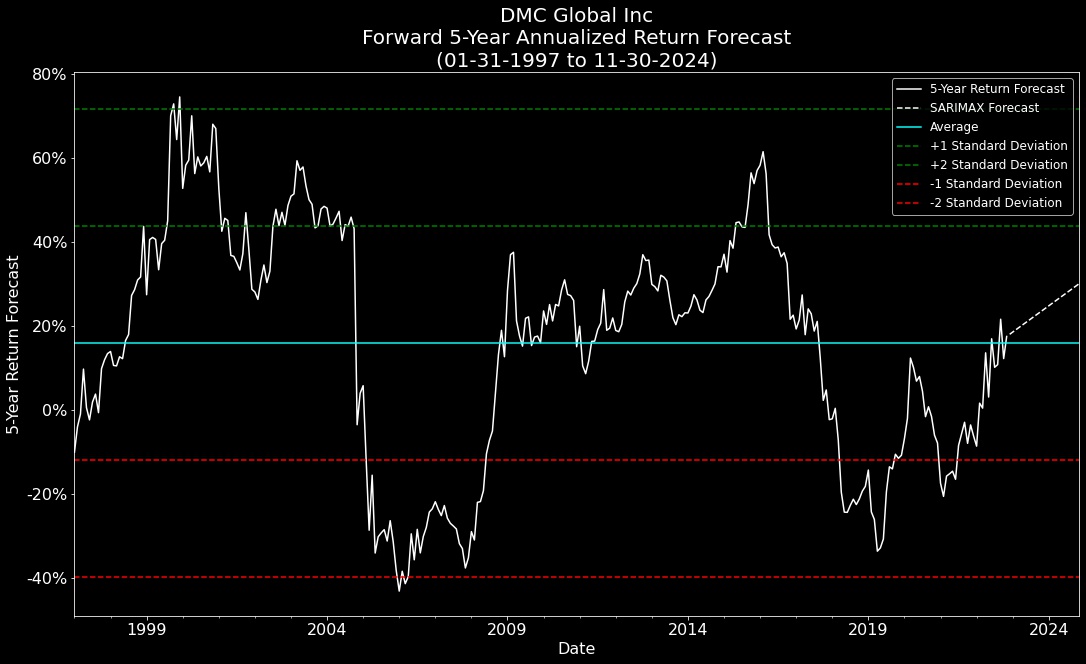 DMC Global Inc
Forward 5-Year Annualized Return Forecast
(01-31-1997 to 11-30-2024)
80%
60%
40%
20%
0%
-20%
-40%
5-Year Return Forecast
5-Year Return Forecast
SARIMAX Forecast
Average
+1 Standard Deviation
+2 Standard Deviation
-1 Standard Deviation
-2 Standard Deviation
1999 2004 2009 2014 2019 2024
Date